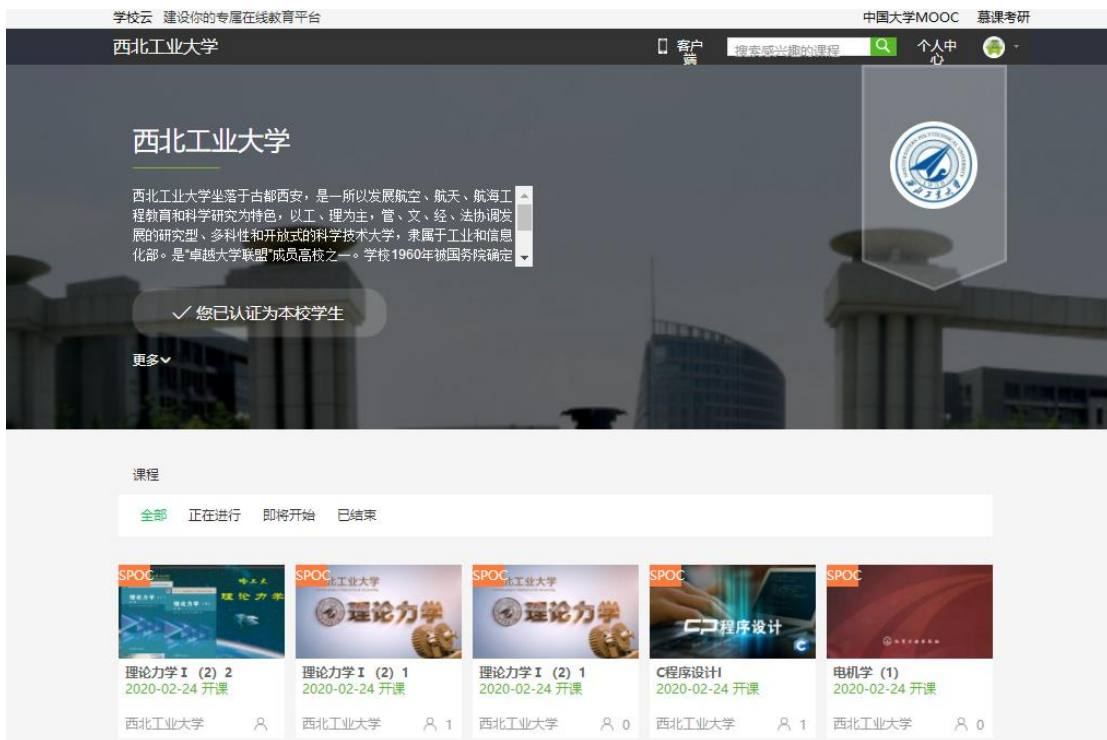 学校云 建设你的专属在线教育平台 中国大学MOOC 慕课考研
西北工业大学 客户端 搜索感兴趣的课程 个人中心
西北工业大学
西北工业大学坐落于古都西安，是一所以发展航空、航天、航海工
程教育和科学研究为特色，以工、理为主，管、文、经、法协调发
展的研究型、多科性和开放式的科学技术大学，隶属于工业和信息
化部。是“卓越大学联盟”成员高校之一。学校1960年被国务院确定
您已认证为本校学生
更多
课程
全部 正在进行 即将开始 已结束
SPOC SPOC SPOC SPOC SPOC
哈工大
理论力学
工业大学
理论力学
工业大学
理论力学
程序设计
C
理论力学 I (2) 2 理论力学 I (2) 1 理论力学 I (2) 1 C程序设计I 电机学 (1)
2020-02-24 开课 2020-02-24 开课 2020-02-24 开课 2020-02-24 开课 2020-02-24 开课
西北工业大学 西北工业大学 1 西北工业大学 0 西北工业大学 1 西北工业大学 0